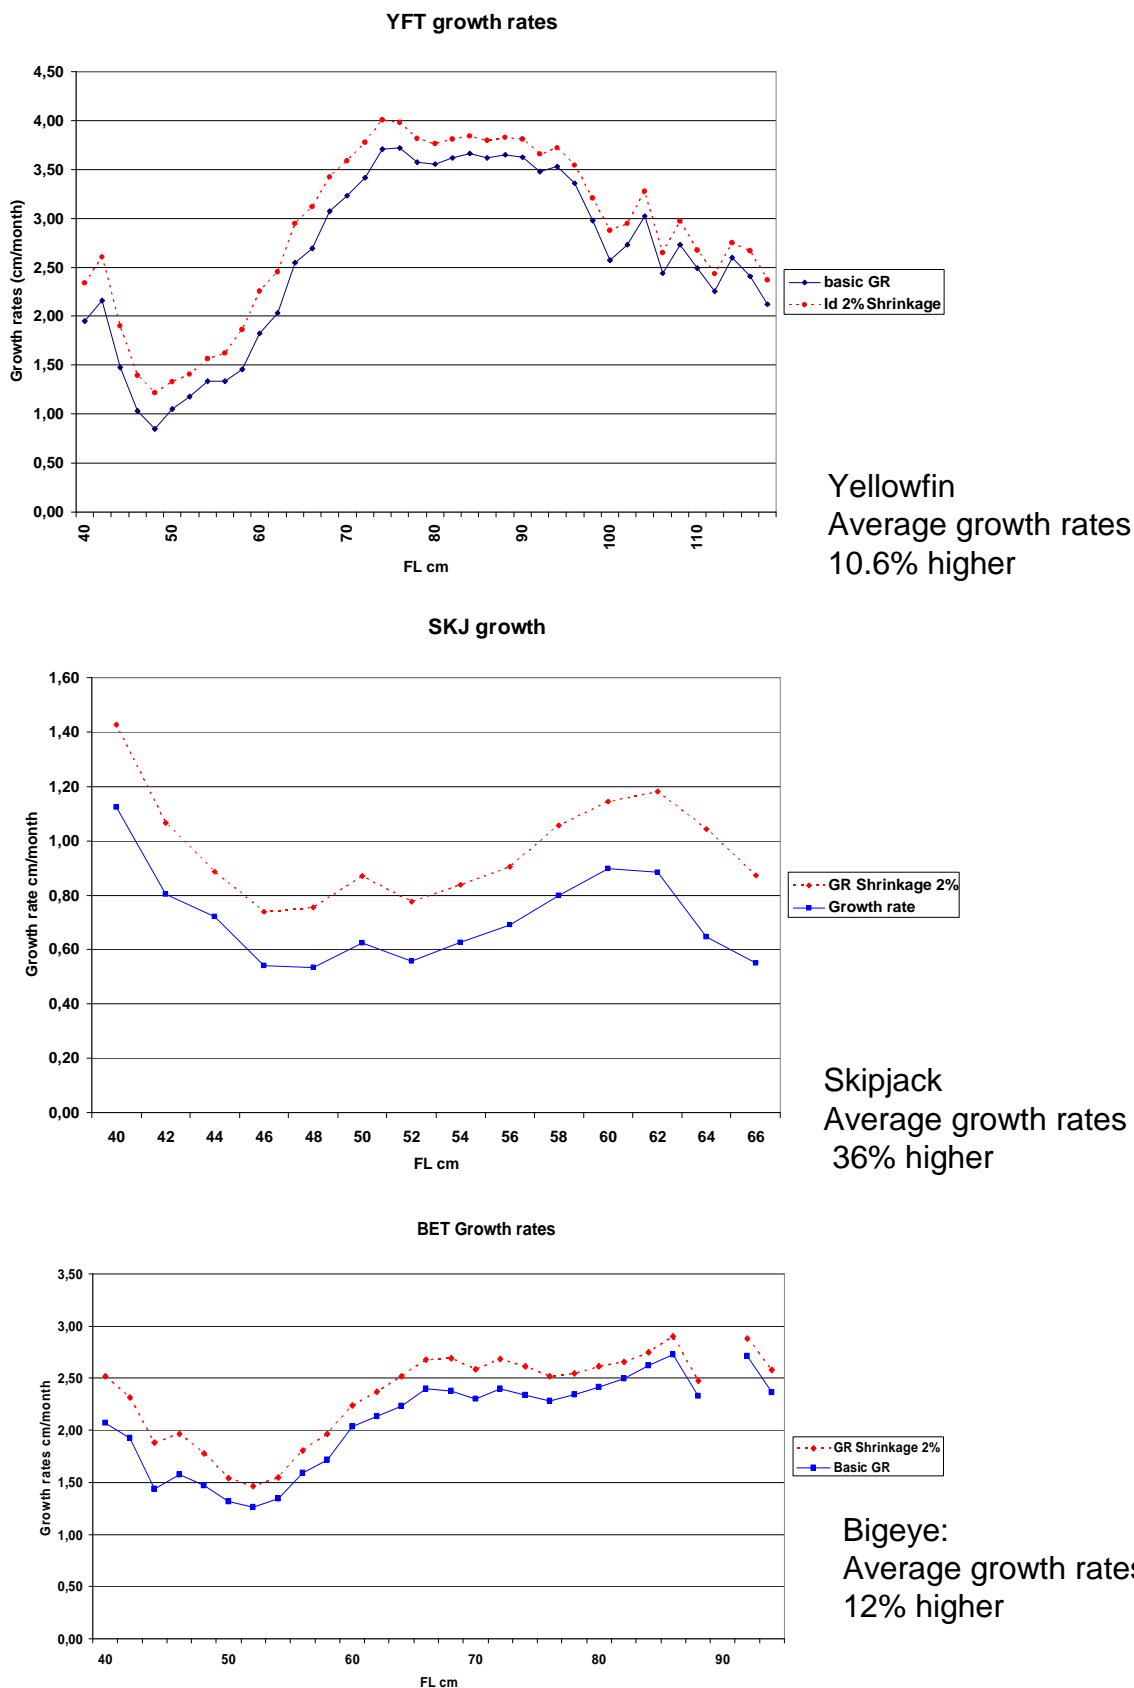 YFT growth rates
4,50
4,00
3,50
3,00
2,50
2,00
1,50
1,00
0,50
0,00
Growth rates (cm/month)
40 50 60 70 80 90 100 110
FL cm
basic GR
Id 2%Shrinkage
Yellowfin
Average growth rates
10.6% higher
SKJ growth
1,60
1,40
1,20
1,00
0,80
0,60
0,40
0,20
0,00
Growth rate cm/month
40 42 44 46 48 50 52 54 56 58 60 62 64 66
FL cm
GR Shrinkage 2%
Growth rate
Skipjack
Average growth rates
36% higher
BET Growth rates
3,50
3,00
2,50
2,00
1,50
1,00
0,50
0,00
Growth rates cm/month
40 50 60 70 80 90
FL cm
GR Shrinkage 2%
Basic GR
Bigeye:
Average growth rates
12% higher